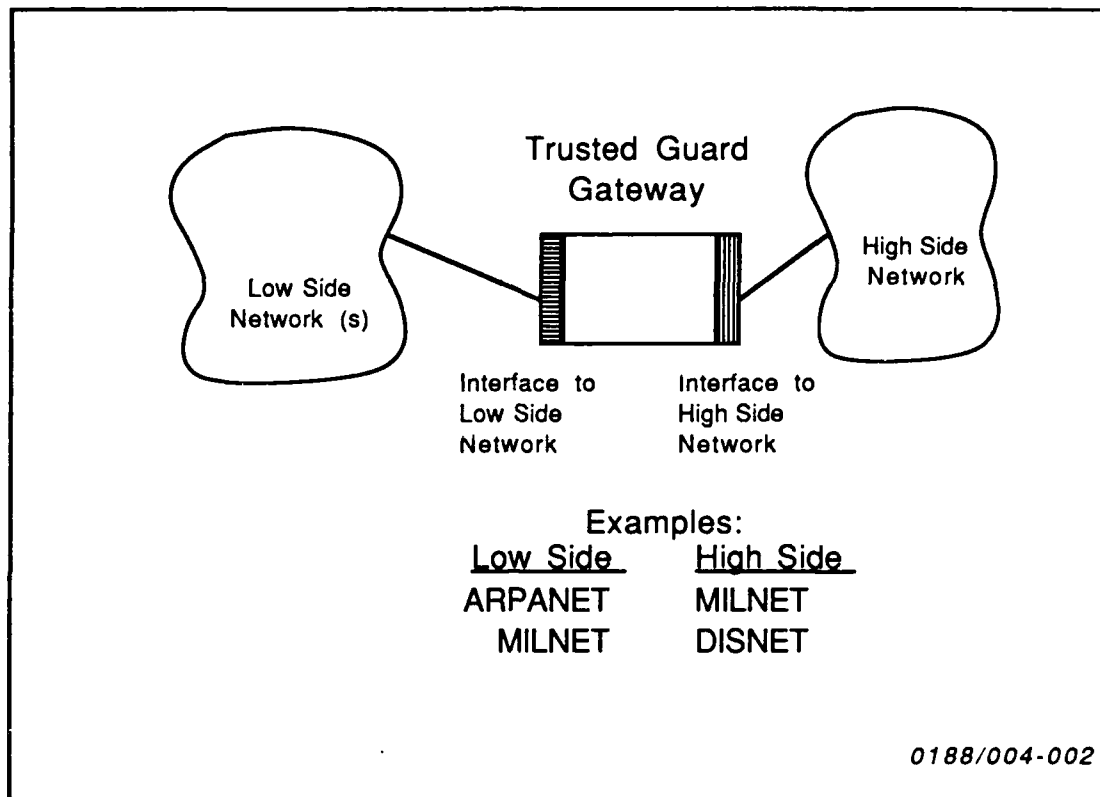 Trusted Guard
Gateway
Low Side
Network (s)
High Side
Network
Interface to
Low Side
Network
Interface to
High Side
Network
Examples:
Low Side High Side
ARPANET MILNET
MILNET DISNET
0188/004-002